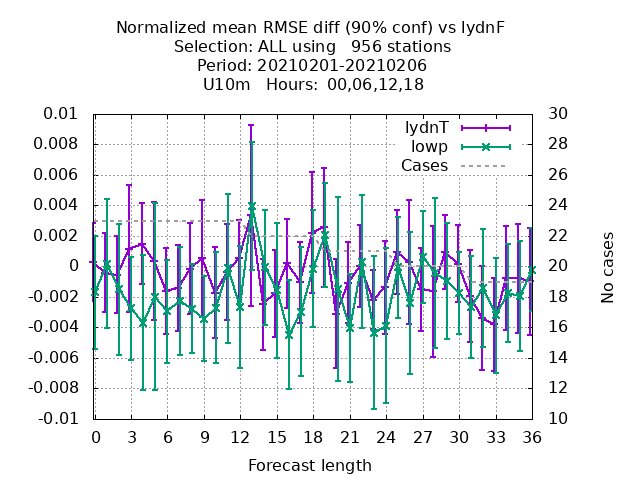 Normalized mean RMSE diff (90% conf) vs lydnF
Selection: ALL using   956 stations
Period: 20210201-20210206
U10m   Hours:  00,06,12,18
0.01
0.008
0.006
0.004
0.002
0
-0.002
-0.004
-0.006
-0.008
-0.01
lydnT
lowp
Cases
30
28
26
24
22
20
18
16
14
12
10
No cases
0 3 6 9 12 15 18 21 24 27 30 33 36
Forecast length